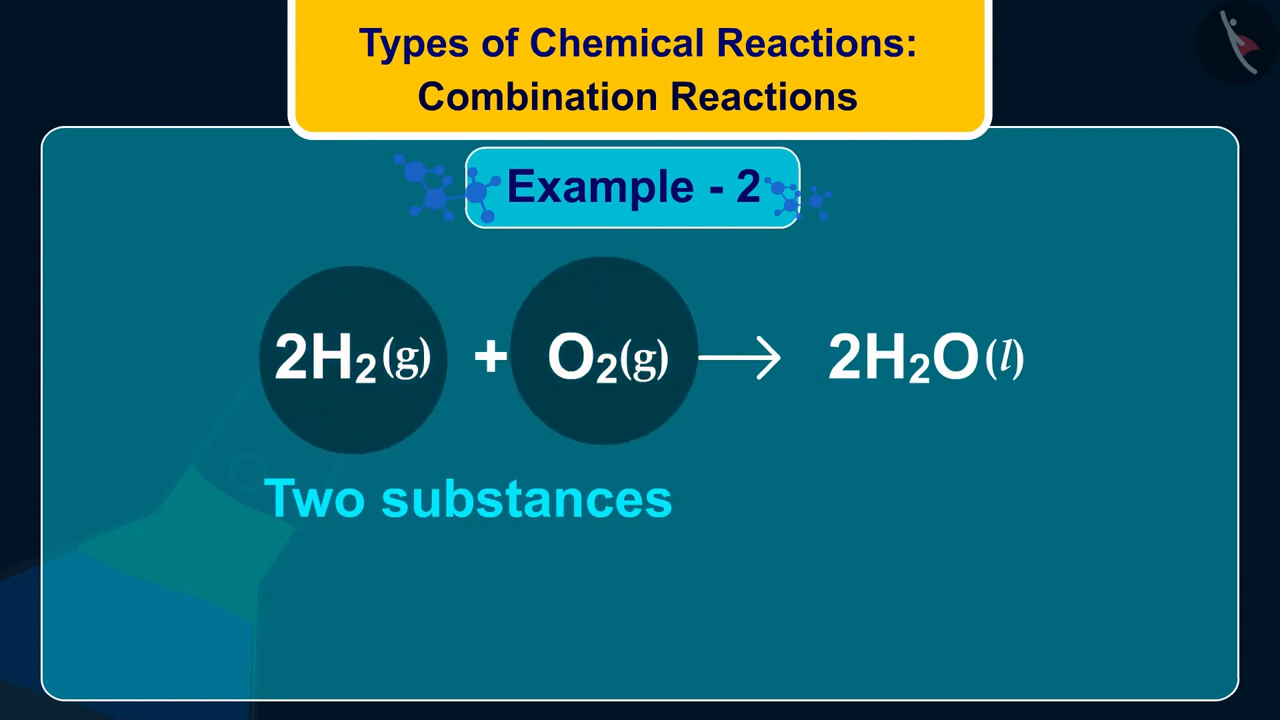 Types of Chemical Reactions:
Combination Reactions
Example - 2
2H₂(g) + O₂(g) → 2H₂O(l)
Two substances